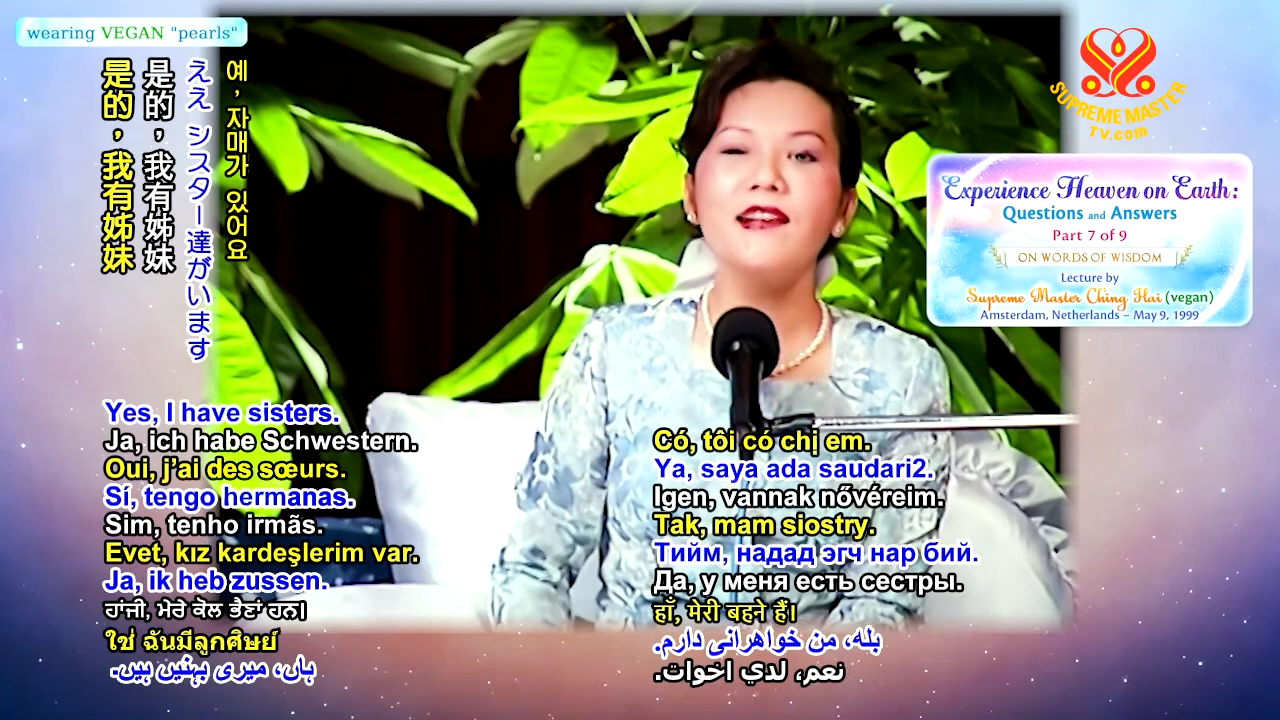 wearing VEGAN "pearls"
SUPREME MASTER
Tv.com
예, 자매가 있어요
ええ シスター達がいます
是的，我有姊妹
是的，我有姊妹
Experience Heaven on Earth:
Questions and Answers
Part 7 of 9
ON WORDS OF WISDOM
Lecture by
Supreme Master Ching Hai (vegan)
Amsterdam, Netherlands – May 9, 1999
Yes, I have sisters.
Ja, ich habe Schwestern.
Oui, j'ai des sœurs.
Sí, tengo hermanas.
Sim, tenho irmãs.
Evet, kız kardeşlerim var.
Ja, ik heb zussen.
ਹਾਂਜੀ, ਮੇਰੇ ਕੋਲ ਭੈਣਾਂ ਹਨ।
ใช่ ฉันมีลูกศิษย์
ہاں، میری بہنیں ہیں.
Có, tôi có chị em.
Ya, saya ada saudari2.
Igen, vannak nővéreim.
Tak, mam siostry.
Тийм, надад эгч нар бий.
Да, у меня есть сестры.
हाँ, मेरी बहने हैं।
بله، من خواهرانی دارم.
نعم، لدي اخوات.